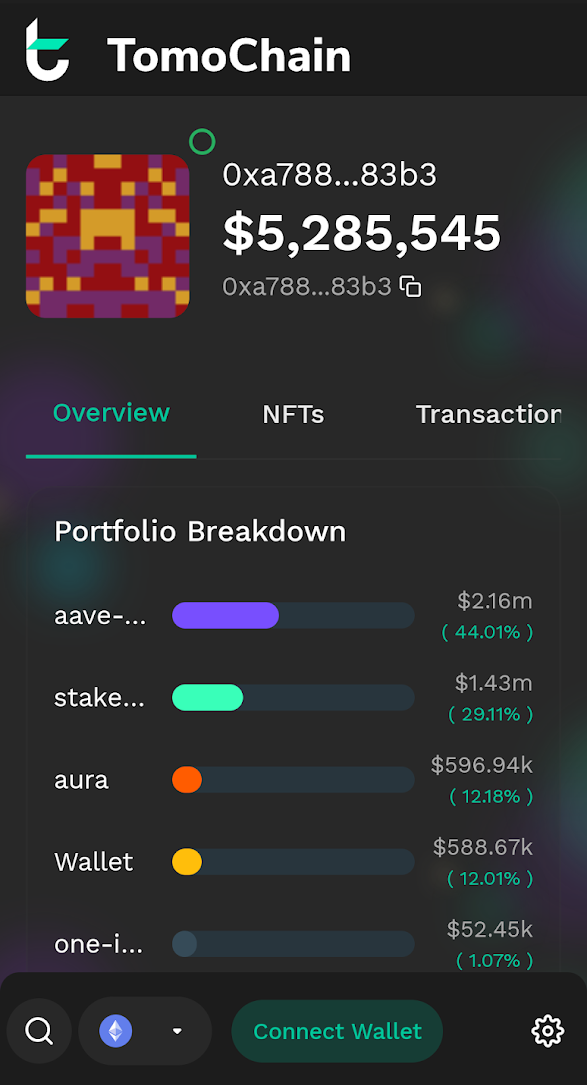 TomoChain
0xa788...83b3
$5,285,545
0xa788...83b3
Overview NFTs Transaction
Portfolio Breakdown
aave-... $2.16m
( 44.01% )
stake... $1.43m
( 29.11% )
aura $596.94k
( 12.18% )
Wallet $588.67k
( 12.01% )
one-i... $52.45k
( 1.07% )
Connect Wallet